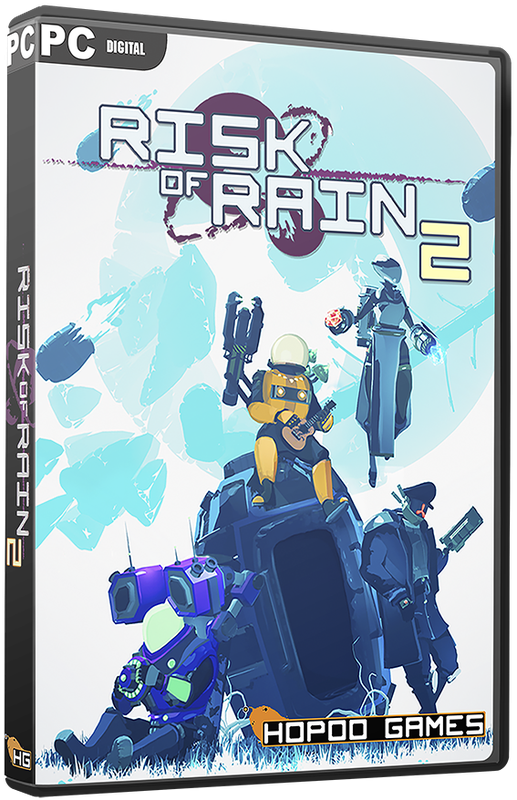 PC PC DIGITAL
RISK
OF RAIN
2
RISK OF RAIN 2
HOPOO GAMES
HG